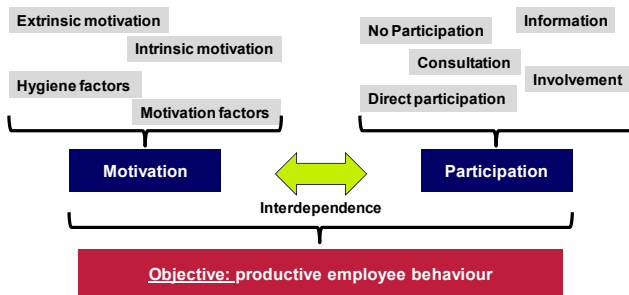 Extrinsic motivation
Intrinsic motivation
Hygiene factors
Motivation factors
No Participation
Information
Consultation
Involvement
Direct participation
Motivation
Participation
Interdependence
Objective: productive employee behaviour